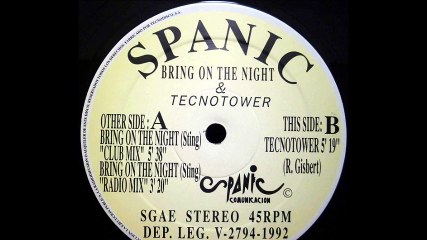 SPANIC
BRING ON THE NIGHT
&
TECNOTOWER
OTHER SIDE: A
BRING ON THE NIGHT (Sting)
"CLUB MIX" 5' 38"
BRING ON THE NIGHT (Sting)
"RADIO MIX" 3' 20"
THIS SIDE: B
TECNOTOWER 5' 19"
(R. Gisbert)
Spanic ©
COMUNICACION
SGAE STEREO 45RPM
DEP. LEG. V-2794-1992